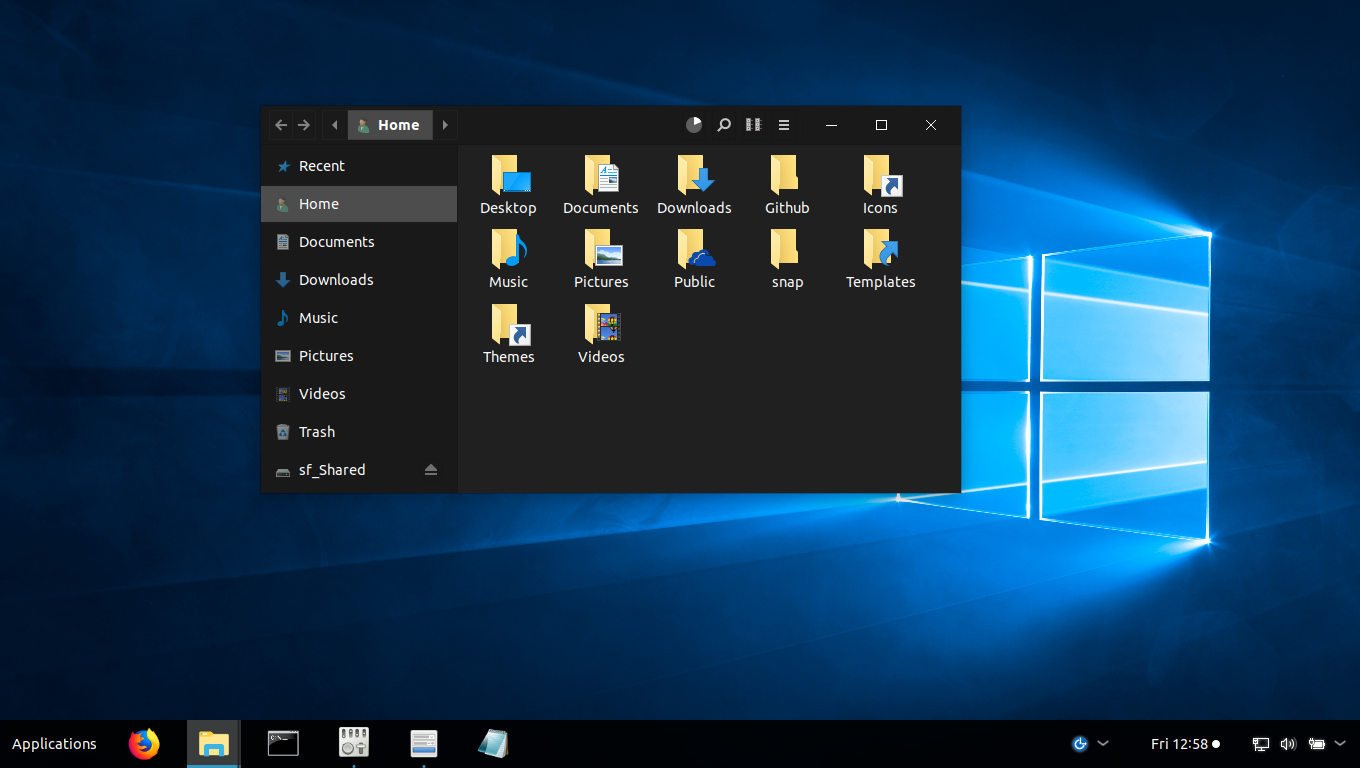 Home
Recent
Home
Documents
Downloads
Music
Pictures
Videos
Trash
sf_Shared
Desktop Documents Downloads Github Icons
Music Pictures Public snap Templates
Themes Videos
Applications Fri 12:58